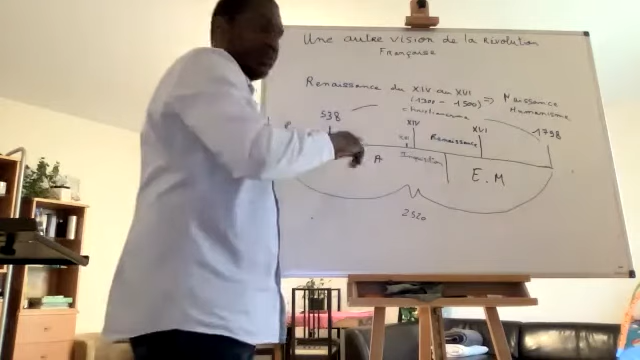 Une autre vision de la Révolution
Française
Renaissance du XIV au XVI
(1300 - 1500) => Naissance
Humanisme
538
1798
XIV
Renaissance
XVI
A
Inquisition
E.M
2520